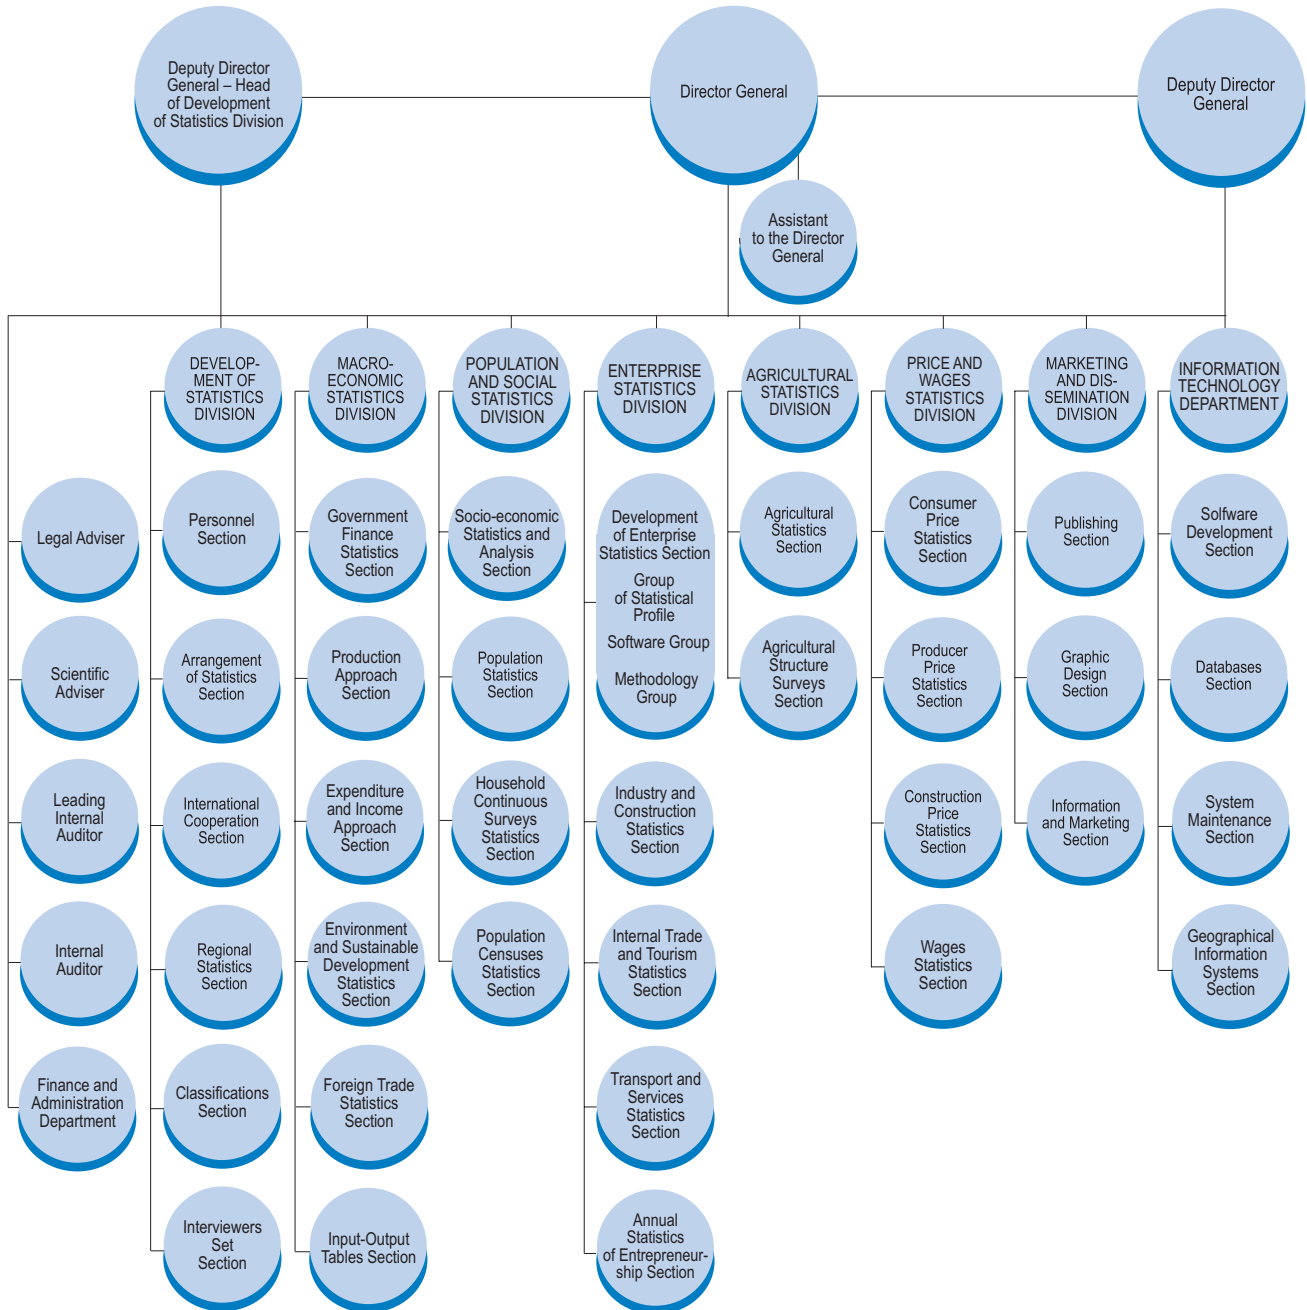 Deputy Director
General – Head
of Development
of Statistics Division
Director General
Deputy Director
General
Assistant
to the Director
General
DEVELOP-
MENT OF
STATISTICS
DIVISION
MACRO-
ECONOMIC
STATISTICS
DIVISION
POPULATION
AND SOCIAL
STATISTICS
DIVISION
ENTERPRISE
STATISTICS
DIVISION
AGRICULTURAL
STATISTICS
DIVISION
PRICE AND
WAGES
STATISTICS
DIVISION
MARKETING
AND DIS-
SEMINATION
DIVISION
INFORMATION
TECHNOLOGY
DEPARTMENT
Legal Adviser
Personnel
Section
Government
Finance
Statistics
Section
Socio-economic
Statistics and
Analysis
Section
Development
of Enterprise
Statistics Section
Group
of Statistical
Profile
Software Group
Methodology
Group
Agricultural
Statistics
Section
Consumer
Price
Statistics
Section
Publishing
Section
Solfware
Development
Section
Scientific
Adviser
Arrangement
of Statistics
Section
Production
Approach
Section
Population
Statistics
Section
Agricultural
Structure
Surveys
Section
Producer
Price
Statistics
Section
Graphic
Design
Section
Databases
Section
Leading
Internal
Auditor
International
Cooperation
Section
Expenditure
and Income
Approach
Section
Household
Continuous
Surveys
Statistics
Section
Industry and
Construction
Statistics
Section
Construction
Price
Statistics
Section
Information
and Marketing
Section
System
Maintenance
Section
Internal
Auditor
Regional
Statistics
Section
Environment
and Sustainable
Development
Statistics
Section
Population
Censuses
Statistics
Section
Internal Trade
and Tourism
Statistics
Section
Wages
Statistics
Section
Geographical
Information
Systems
Section
Finance and
Administration
Department
Classifications
Section
Foreign Trade
Statistics
Section
Transport and
Services
Statistics
Section
Interviewers
Set
Section
Input-Output
Tables Section
Annual
Statistics
of Entrepreneur-
ship Section